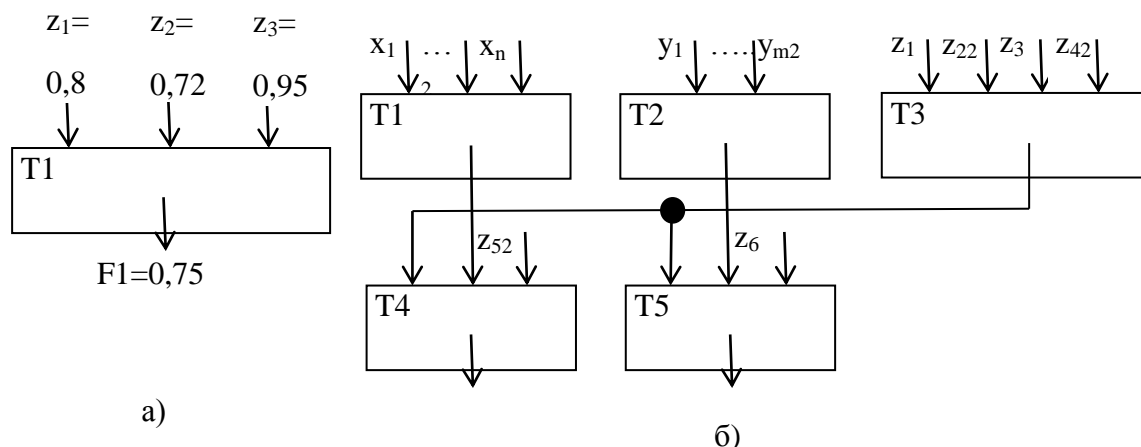 z₁= z₂= z₃=
x₁ … xₙ y₁ ….. yₘ₂ z₁ z₂₂ z₃ z₄₂
0,8 0,72 0,95
2
T1 T2 T3
T1
z₅₂ z₆
F1=0,75
T4 T5
а)
б)